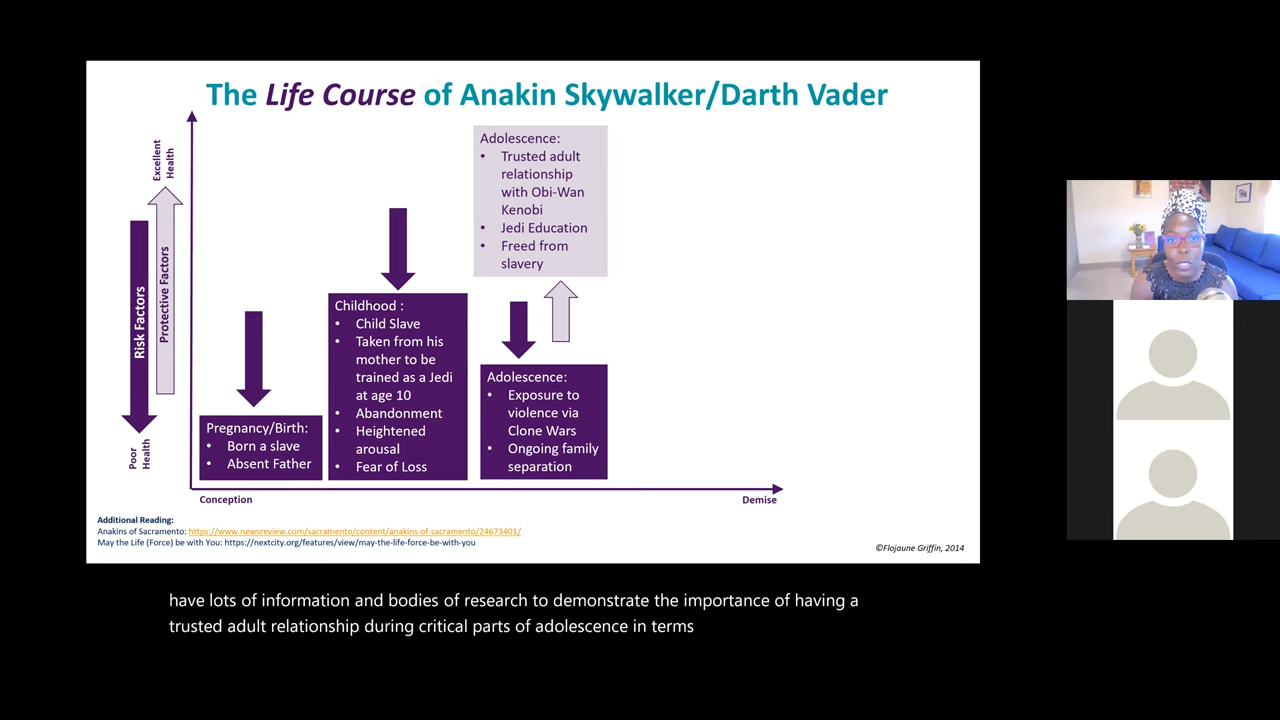 The Life Course of Anakin Skywalker/Darth Vader
Excellent
Health
Risk Factors
Protective Factors
Poor
Health
Pregnancy/Birth:
• Born a slave
• Absent Father
Childhood :
• Child Slave
• Taken from his
mother to be
trained as a Jedi
at age 10
• Abandonment
• Heightened
arousal
• Fear of Loss
Adolescence:
• Trusted adult
relationship
with Obi-Wan
Kenobi
• Jedi Education
• Freed from
slavery
Adolescence:
• Exposure to
violence via
Clone Wars
• Ongoing family
separation
Conception
Demise
Additional Reading:
Anakins of Sacramento: https://www.newsreview.com/sacramento/content/anakins-of-sacramento/24673401/
May the Life (Force) be with You: https://nextcity.org/features/view/may-the-life-force-be-with-you
©Flojaune Griffin, 2014
have lots of information and bodies of research to demonstrate the importance of having a
trusted adult relationship during critical parts of adolescence in terms